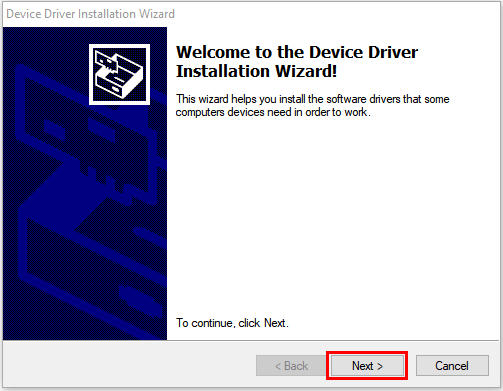 Device Driver Installation Wizard
Welcome to the Device Driver
Installation Wizard!
This wizard helps you install the software drivers that some
computers devices need in order to work.
To continue, click Next.
< Back
Next >
Cancel